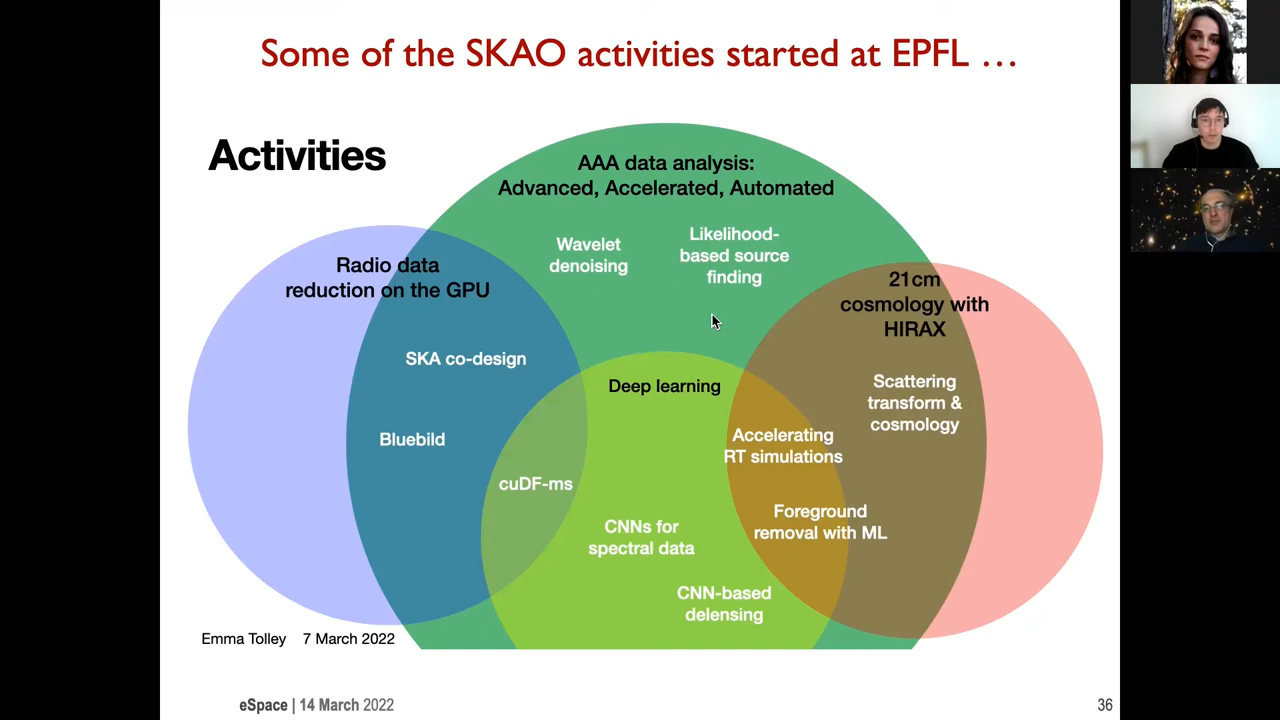 Some of the SKAO activities started at EPFL …
Activities
AAA data analysis:
Advanced, Accelerated, Automated
Wavelet
denoising
Likelihood-
based source
finding
Radio data
reduction on the GPU
21cm
cosmology with
HIRAX
SKA co-design
Deep learning
Scattering
transform &
cosmology
Bluebild
Accelerating
RT simulations
cuDF-ms
CNNs for
spectral data
Foreground
removal with ML
CNN-based
delensing
Emma Tolley 7 March 2022
eSpace | 14 March 2022
36